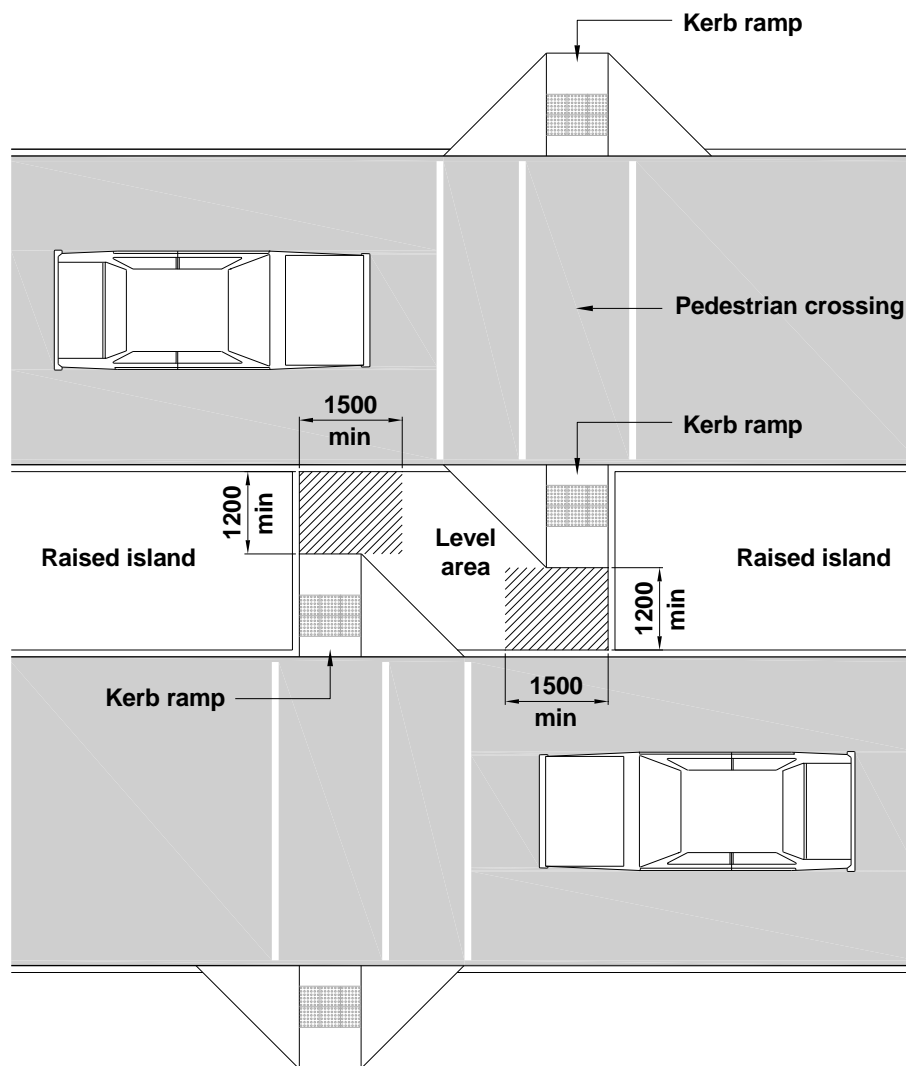 Kerb ramp
Pedestrian crossing
1500
min
Kerb ramp
1200
min
Raised island
Level
area
Raised island
1200
min
Kerb ramp
1500
min